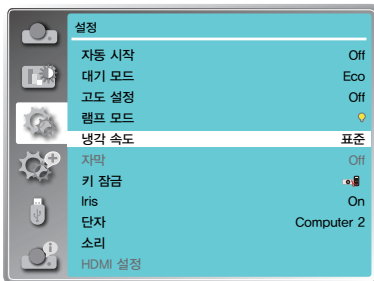 설정
자동 시작 Off
대기 모드 Eco
고도 설정 Off
램프 모드
냉각 속도 표준
자막 Off
키 잠금
Iris On
단자 Computer 2
소리
HDMI 설정